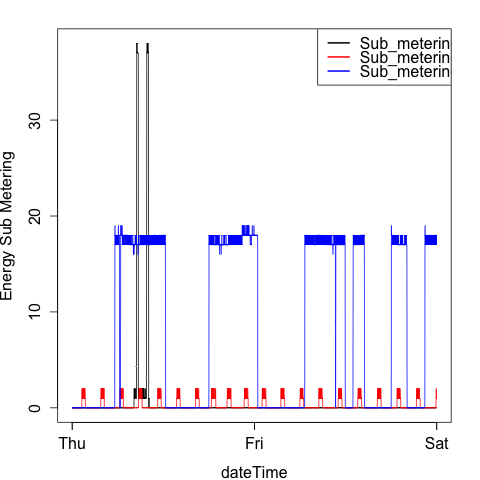 Sub_meterin
Sub_meterin
Sub_meterin
Energy Sub Metering
30
20
10
0
Thu
Fri
Sat
dateTime